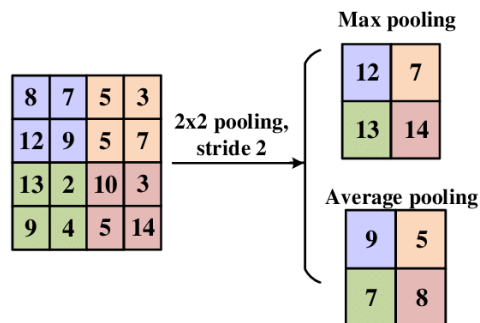 Max pooling
12 7
13 14
8 7 5 3
12 9 5 7
13 2 10 3
9 4 5 14
2x2 pooling,
stride 2
Average pooling
9 5
7 8